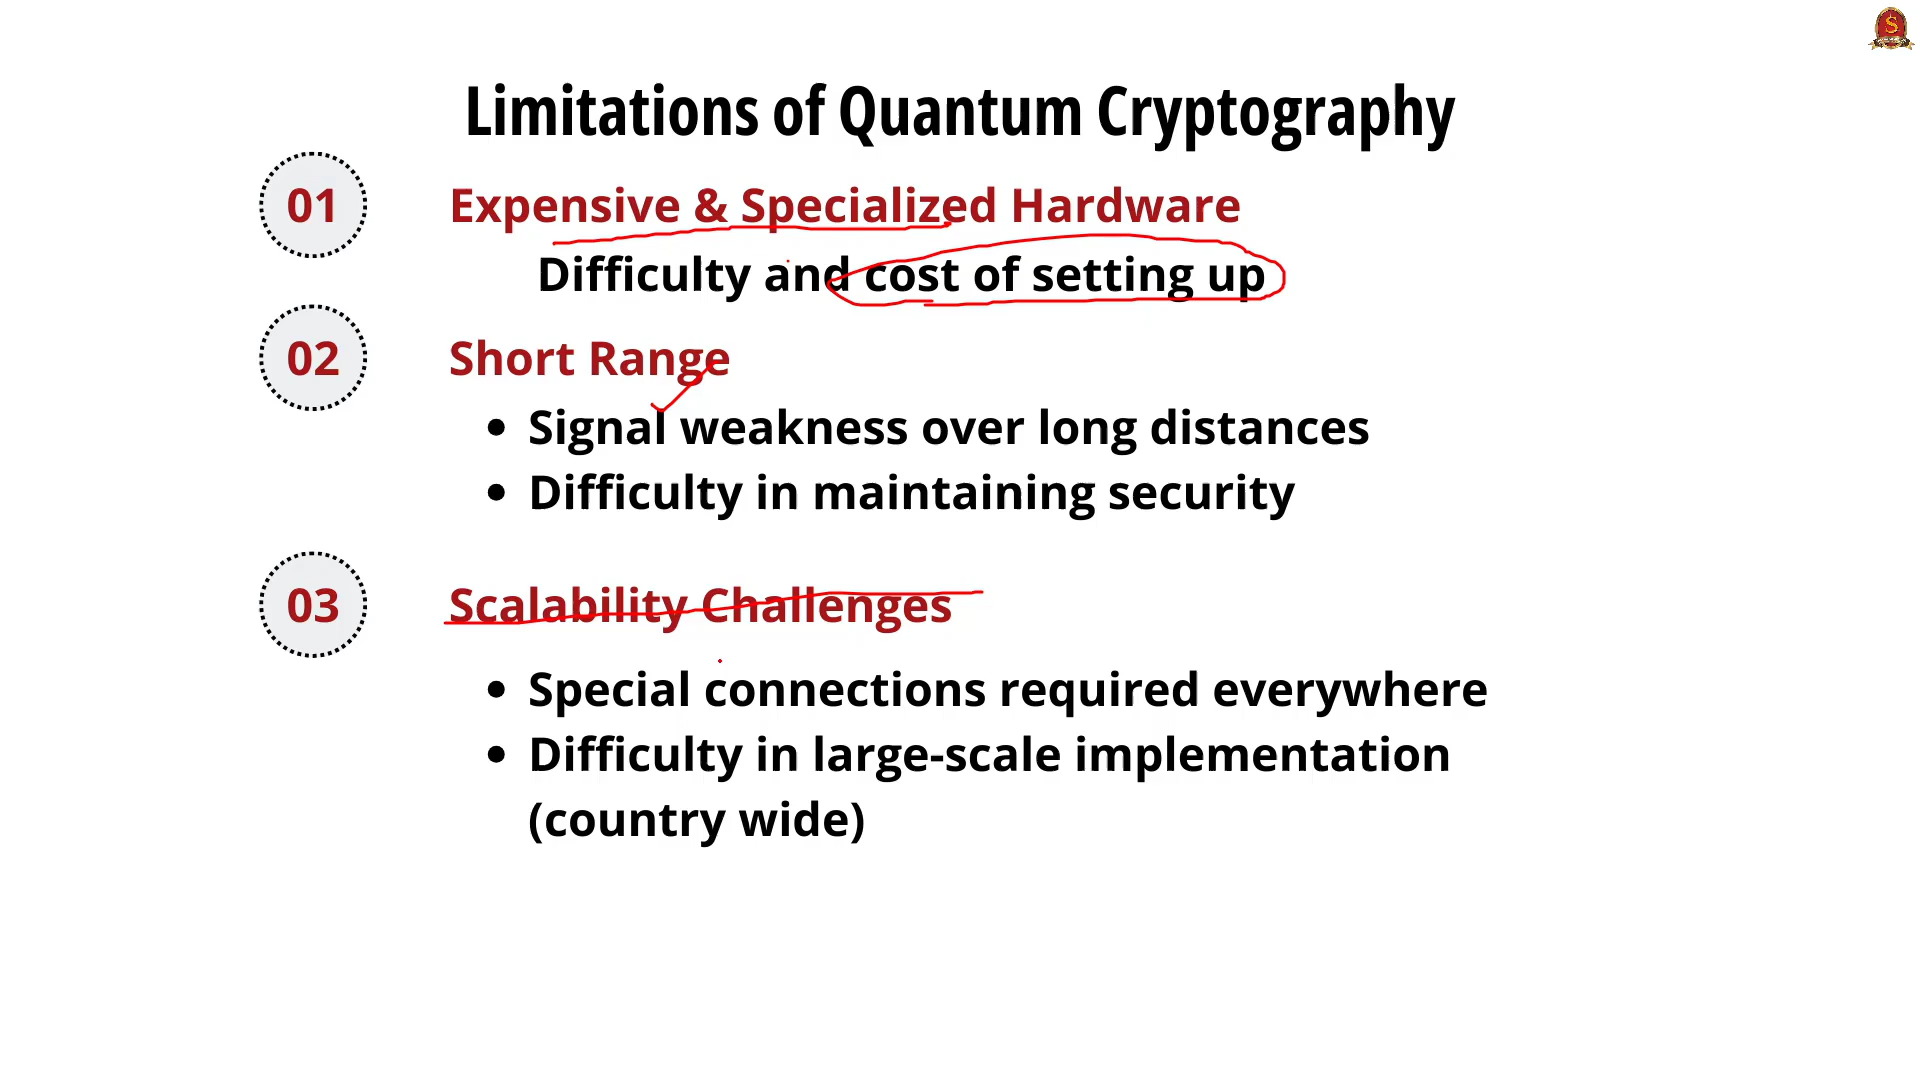 Limitations of Quantum Cryptography
01
Expensive & Specialized Hardware
Difficulty and cost of setting up
02
Short Range
• Signal weakness over long distances
• Difficulty in maintaining security
03
Scalability Challenges
• Special connections required everywhere
• Difficulty in large-scale implementation
(country wide)
S